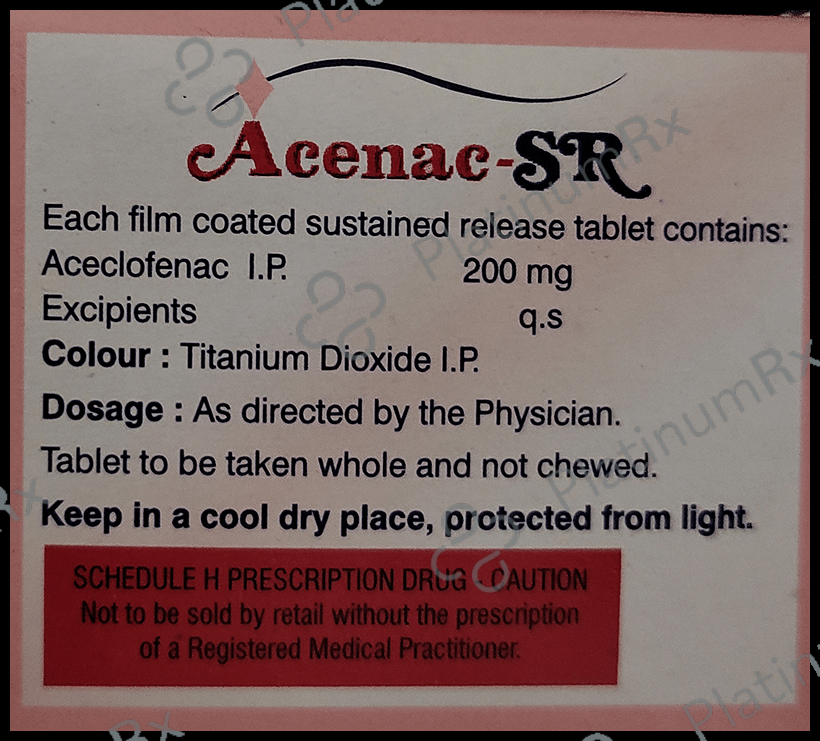 Acenac-SR
Each film coated sustained release tablet contains:
Aceclofenac I.P. 200 mg
Excipients q.s
Colour : Titanium Dioxide I.P.
Dosage : As directed by the Physician.
Tablet to be taken whole and not chewed.
Keep in a cool dry place, protected from light.
SCHEDULE H PRESCRIPTION DRUG - CAUTION
Not to be sold by retail without the prescription
of a Registered Medical Practitioner.
PlatinumRx
PlatinumRx